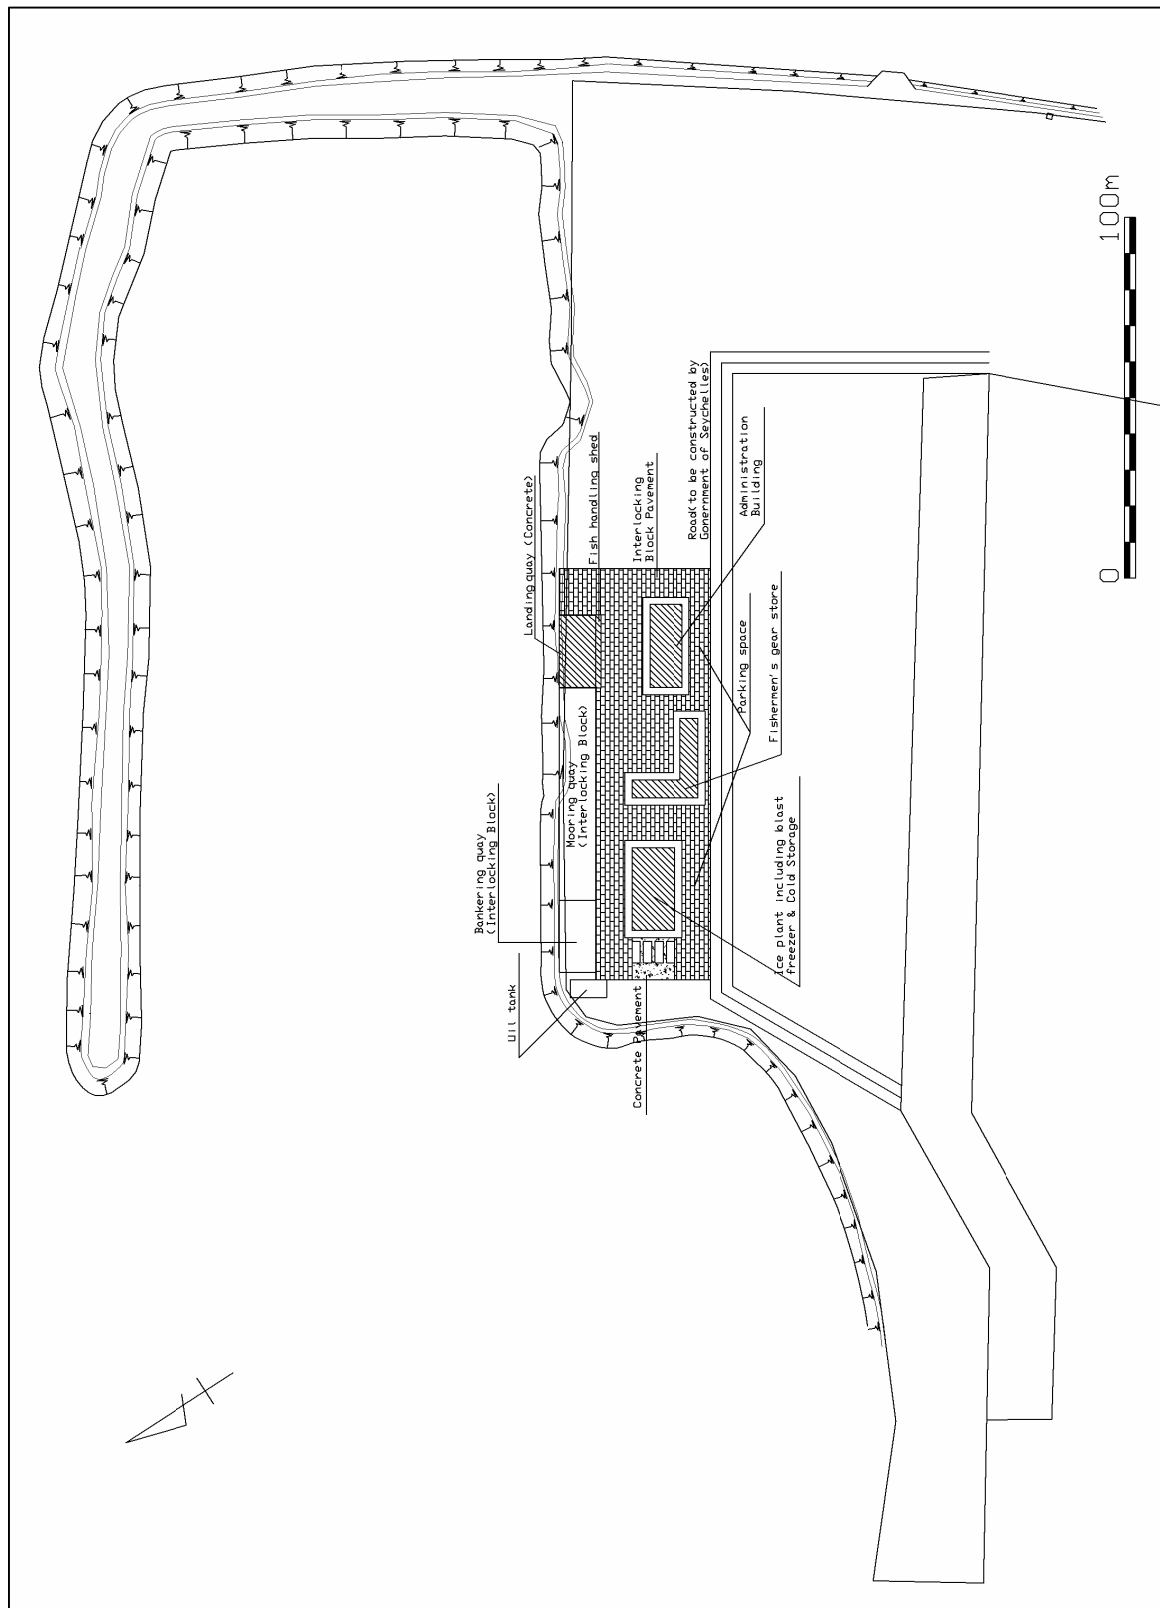 Bankering quay
(Interlocking Block)
Oil tank
Landing quay (Concrete)
Mooring quay
(Interlocking Block)
Fish handling shed
Interlocking
Block Pavement
Concrete Pavement
Road(to be constructed by
Gonernment of Seychelles)
Administration
Building
Parking space
Fishermen's gear store
Ice plant including blast
freezer & Cold Storage
0
100m